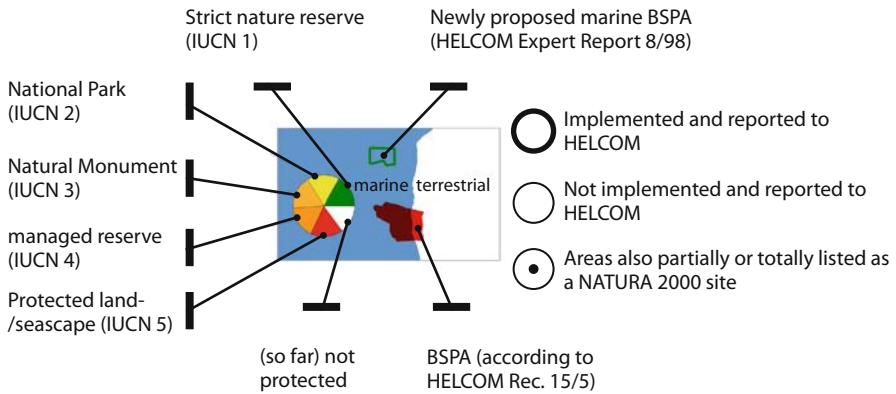 Strict nature reserve
(IUCN 1)
Newly proposed marine BSPA
(HELCOM Expert Report 8/98)
National Park
(IUCN 2)
Natural Monument
(IUCN 3)
managed reserve
(IUCN 4)
Protected land-
/seascape (IUCN 5)
marine terrestrial
(so far) not
protected
BSPA (according to
HELCOM Rec. 15/5)
Implemented and reported to
HELCOM
Not implemented and reported to
HELCOM
Areas also partially or totally listed as
a NATURA 2000 site